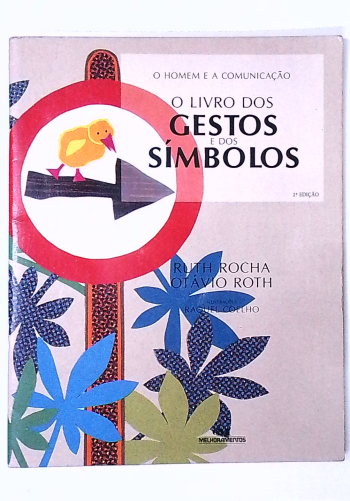 O HOMEM E A COMUNICAÇÃO
O LIVRO DOS
GESTOS
E DOS
SÍMBOLOS
2ª EDIÇÃO
RUTH ROCHA
OTÁVIO ROTH
RAQUEL COELHO
MELHORAMENTOS